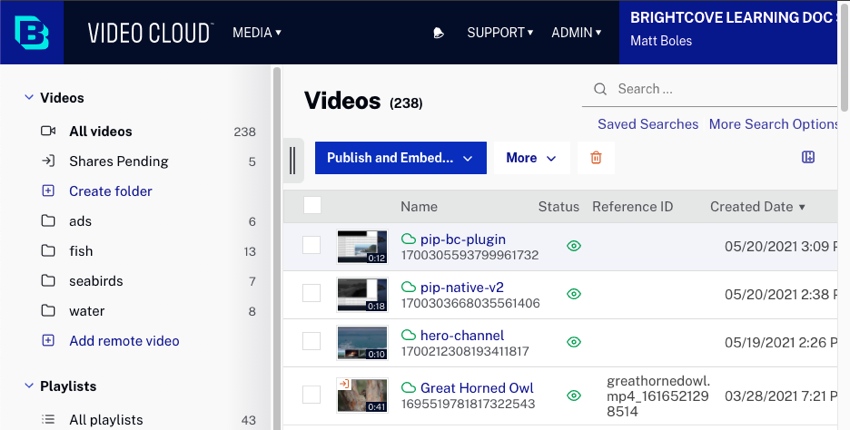 VIDEO CLOUD™ MEDIA▾ SUPPORT▾ ADMIN▾ BRIGHTCOVE LEARNING DOC
Matt Boles
Videos
All videos 238
Shares Pending 5
Create folder
ads 6
fish 13
seabirds 7
water 8
Add remote video
Playlists
All playlists 43
Videos (238)
Search ...
Saved Searches More Search Options
Publish and Embed... More
Name Status Reference ID Created Date ▼
0:12 pip-bc-plugin 05/20/2021 3:09 P
1700305593799961732
0:18 pip-native-v2 05/20/2021 2:38 P
1700303668035561406
0:10 hero-channel 05/19/2021 2:26 P
1700212308193411817
0:41 Great Horned Owl greathornedowl. 03/28/2021 7:21 P
1695519781817322543 mp4_161652129
8514